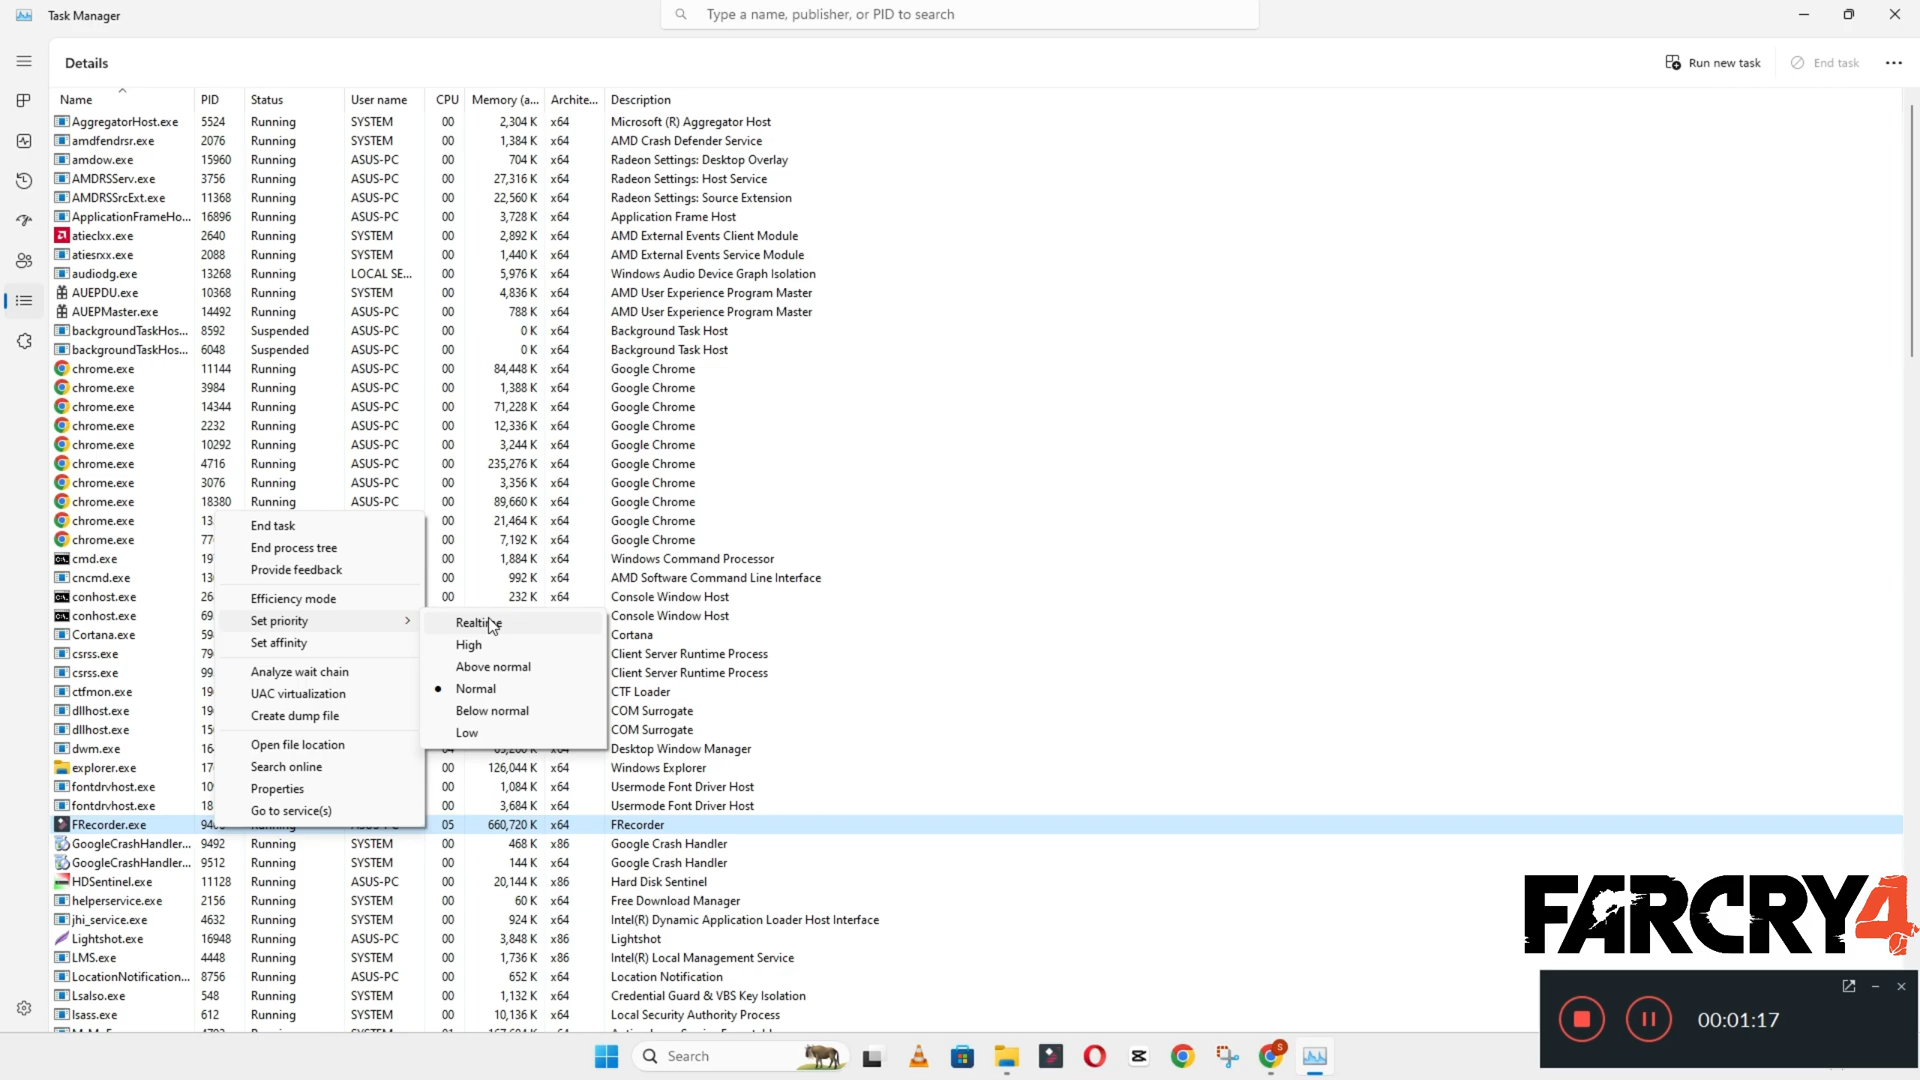 Task Manager
Type a name, publisher, or PID to search
Details
Run new task
End task
Name PID Status User name CPU Memory (a... Archite... Description
AggregatorHost.exe 5524 Running SYSTEM 00 2,304 K x64 Microsoft (R) Aggregator Host
amdfendrsr.exe 2076 Running SYSTEM 00 1,384 K x64 AMD Crash Defender Service
amdow.exe 15960 Running ASUS-PC 00 704 K x64 Radeon Settings: Desktop Overlay
AMDRSServ.exe 3756 Running ASUS-PC 00 27,316 K x64 Radeon Settings: Host Service
AMDRSSrcExt.exe 11368 Running ASUS-PC 00 22,560 K x64 Radeon Settings: Source Extension
ApplicationFrameHo... 16896 Running ASUS-PC 00 3,728 K x64 Application Frame Host
atieclxx.exe 2640 Running SYSTEM 00 2,892 K x64 AMD External Events Client Module
atiesrxx.exe 2088 Running SYSTEM 00 1,440 K x64 AMD External Events Service Module
audiodg.exe 13268 Running LOCAL SE... 00 5,976 K x64 Windows Audio Device Graph Isolation
AUEPDU.exe 10368 Running SYSTEM 00 4,836 K x64 AMD User Experience Program Master
AUEPMaster.exe 14492 Running ASUS-PC 00 788 K x64 AMD User Experience Program Master
backgroundTaskHos... 8592 Suspended ASUS-PC 00 0 K x64 Background Task Host
backgroundTaskHos... 6048 Suspended ASUS-PC 00 0 K x64 Background Task Host
chrome.exe 11144 Running ASUS-PC 00 84,448 K x64 Google Chrome
chrome.exe 3984 Running ASUS-PC 00 1,388 K x64 Google Chrome
chrome.exe 14344 Running ASUS-PC 00 71,228 K x64 Google Chrome
chrome.exe 2232 Running ASUS-PC 00 12,336 K x64 Google Chrome
chrome.exe 10292 Running ASUS-PC 00 3,244 K x64 Google Chrome
chrome.exe 4716 Running ASUS-PC 00 235,276 K x64 Google Chrome
chrome.exe 3076 Running ASUS-PC 00 3,356 K x64 Google Chrome
chrome.exe 18380 Running ASUS-PC 00 89,660 K x64 Google Chrome
chrome.exe 13 00 21,464 K x64 Google Chrome
chrome.exe 77 00 7,192 K x64 Google Chrome
cmd.exe 19 00 1,884 K x64 Windows Command Processor
cncmd.exe 13 00 992 K x64 AMD Software Command Line Interface
conhost.exe 26 00 232 K x64 Console Window Host
conhost.exe 69 Console Window Host
Cortana.exe 59 Cortana
csrss.exe 79 Client Server Runtime Process
csrss.exe 99 Client Server Runtime Process
ctfmon.exe 19 CTF Loader
dllhost.exe 19 COM Surrogate
dllhost.exe 15 COM Surrogate
dwm.exe 16 Desktop Window Manager
explorer.exe 17 00 126,044 K x64 Windows Explorer
fontdrvhost.exe 10 00 1,084 K x64 Usermode Font Driver Host
fontdrvhost.exe 18 00 3,684 K x64 Usermode Font Driver Host
FRecorder.exe 05 660,720 K x64 FRecorder
GoogleCrashHandler... 9492 Running SYSTEM 00 468 K x86 Google Crash Handler
GoogleCrashHandler... 9512 Running SYSTEM 00 144 K x64 Google Crash Handler
HDSentinel.exe 11128 Running ASUS-PC 00 20,144 K x86 Hard Disk Sentinel
helperservice.exe 2156 Running SYSTEM 00 60 K x64 Free Download Manager
jhi_service.exe 4632 Running SYSTEM 00 924 K x64 Intel(R) Dynamic Application Loader Host Interface
Lightshot.exe 16948 Running ASUS-PC 00 3,848 K x86 Lightshot
LMS.exe 4448 Running SYSTEM 00 1,736 K x86 Intel(R) Local Management Service
LocationNotification... 8756 Running ASUS-PC 00 652 K x64 Location Notification
LsaIso.exe 548 Running SYSTEM 00 1,132 K x64 Credential Guard & VBS Key Isolation
lsass.exe 612 Running SYSTEM 00 10,136 K x64 Local Security Authority Process
End task
End process tree
Provide feedback
Efficiency mode
Set priority
Set affinity
Analyze wait chain
UAC virtualization
Create dump file
Open file location
Search online
Properties
Go to service(s)
Realtime
High
Above normal
Normal
Below normal
Low
FARCRY4
00:01:17
Search
S